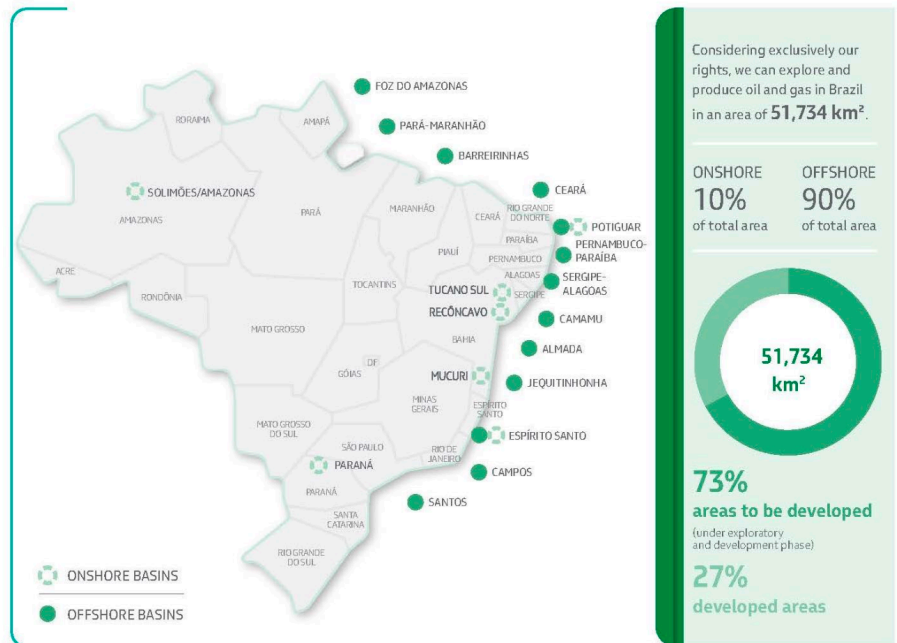 FOZ DO AMAZONAS
RORAIMA
AMAPÁ
PARÁ-MARANHÃO
BARREIRINHAS
SOLIMÕES/AMAZONAS
AMAZONAS
PARÁ
MARANHÃO
CEARÁ
CEARÁ
RIO GRANDE
DO NORTE
POTIGUAR
PARAÍBA
PERNAMBUCO-
PARAÍBA
PIAUÍ
PERNAMBUCO
ALAGOAS
SERGIPE-
ALAGOAS
ACRE
RONDÔNIA
TOCANTINS
TUCANO SUL
SERGIPE
RECÔNCAVO
CAMAMU
MATO GROSSO
BAHIA
ALMADA
DF
GÓIAS
MUCURI
JEQUITINHONHA
MINAS
GERAIS
ESPÍRITO
SANTO
MATO GROSSO
DO SUL
SÃO PAULO
RIO DE
JANEIRO
ESPÍRITO SANTO
PARANÁ
CAMPOS
PARANÁ
SANTOS
SANTA
CATARINA
RIO GRANDE
DO SUL
ONSHORE BASINS
OFFSHORE BASINS
Considering exclusively our
rights, we can explore and
produce oil and gas in Brazil
in an area of 51,734 km².
ONSHORE
10%
of total area
OFFSHORE
90%
of total area
51,734
km²
73%
areas to be developed
(under exploratory
and development phase)
27%
developed areas